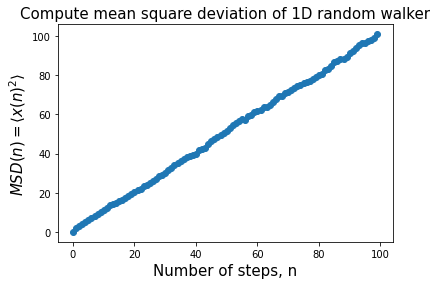 Compute mean square deviation of 1D random walker
100
80
60
40
20
0
MSD(n) = ⟨x(n)²⟩
0 20 40 60 80 100
Number of steps, n